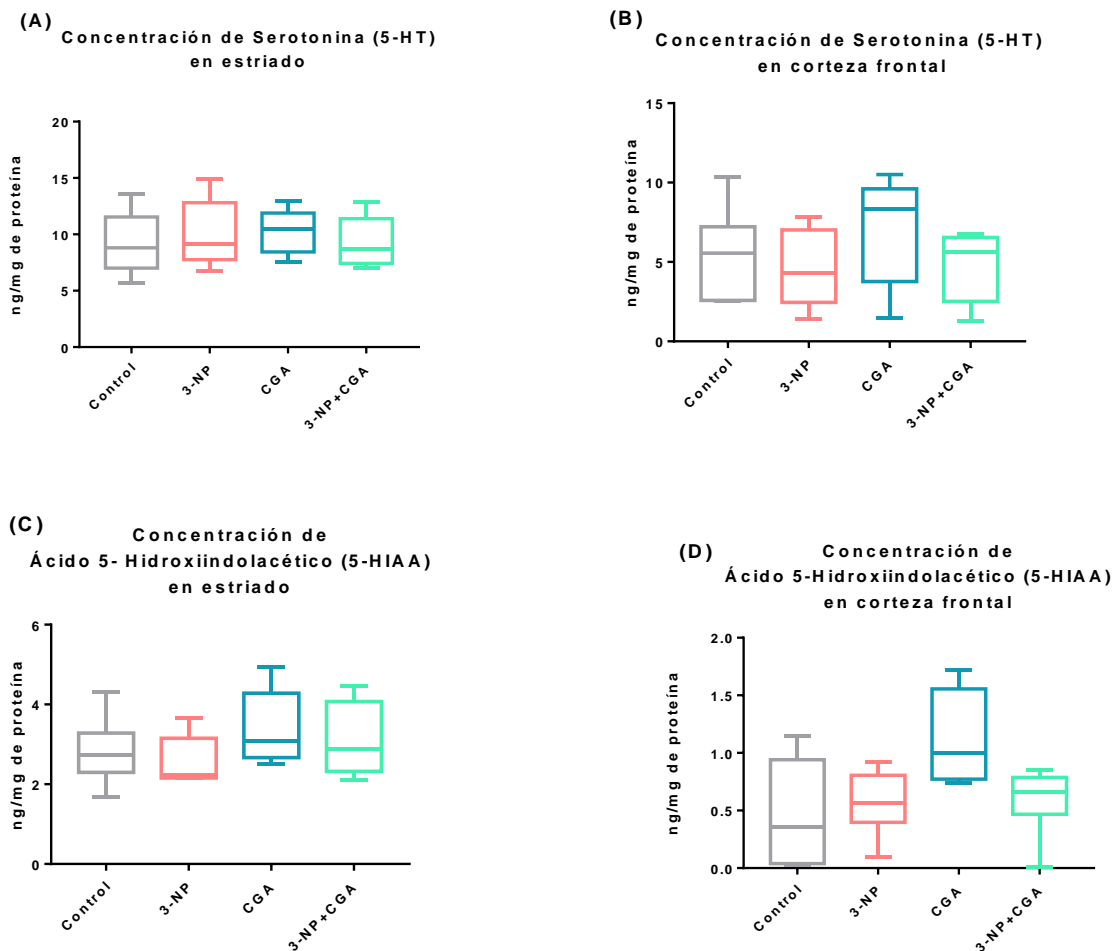 (A)
Concentración de Serotonina (5-HT)
en estriado
ng/mg de proteína
20
15
10
5
0
Control
3-NP
CGA
3-NP+CGA
(B)
Concentración de Serotonina (5-HT)
en corteza frontal
ng/mg de proteína
15
10
5
0
Control
3-NP
CGA
3-NP+CGA
(C)
Concentración de
Ácido 5- Hidroxiindolacético (5-HIAA)
en estriado
ng/mg de proteína
6
4
2
0
Control
3-NP
CGA
3-NP+CGA
(D)
Concentración de
Ácido 5-Hidroxiindolacético (5-HIAA)
en corteza frontal
ng/mg de proteína
2.0
1.5
1.0
0.5
0.0
Control
3-NP
CGA
3-NP+CGA